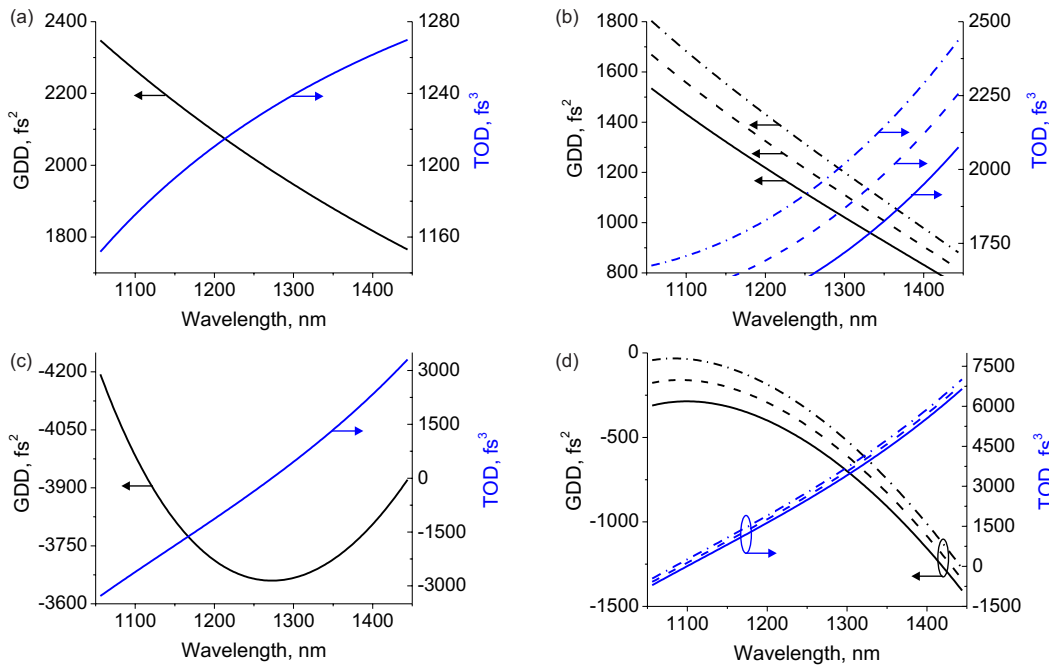 (a)
2400
2200
2000
1800
GDD, fs²
1280
1240
1200
1160
TOD, fs³
1100 1200 1300 1400
Wavelength, nm
(b)
1800
1600
1400
1200
1000
800
GDD, fs²
2500
2250
2000
1750
TOD, fs³
1100 1200 1300 1400
Wavelength, nm
(c)
-4200
-4050
-3900
-3750
-3600
GDD, fs²
3000
1500
0
-1500
-3000
TOD, fs³
1100 1200 1300 1400
Wavelength, nm
(d)
0
-500
-1000
-1500
GDD, fs²
7500
6000
4500
3000
1500
0
-1500
TOD, fs³
1100 1200 1300 1400
Wavelength, nm